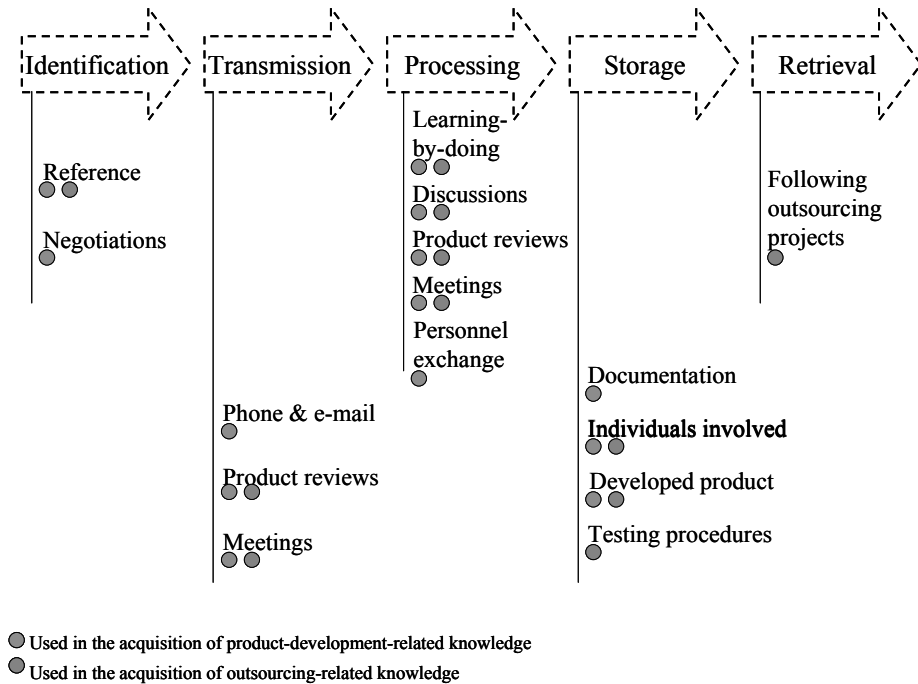 Identification
Transmission
Processing
Storage
Retrieval
Reference
Negotiations
Phone & e-mail
Product reviews
Meetings
Learning-
by-doing
Discussions
Product reviews
Meetings
Personnel
exchange
Documentation
Individuals involved
Developed product
Testing procedures
Following
outsourcing
projects
Used in the acquisition of product-development-related knowledge
Used in the acquisition of outsourcing-related knowledge